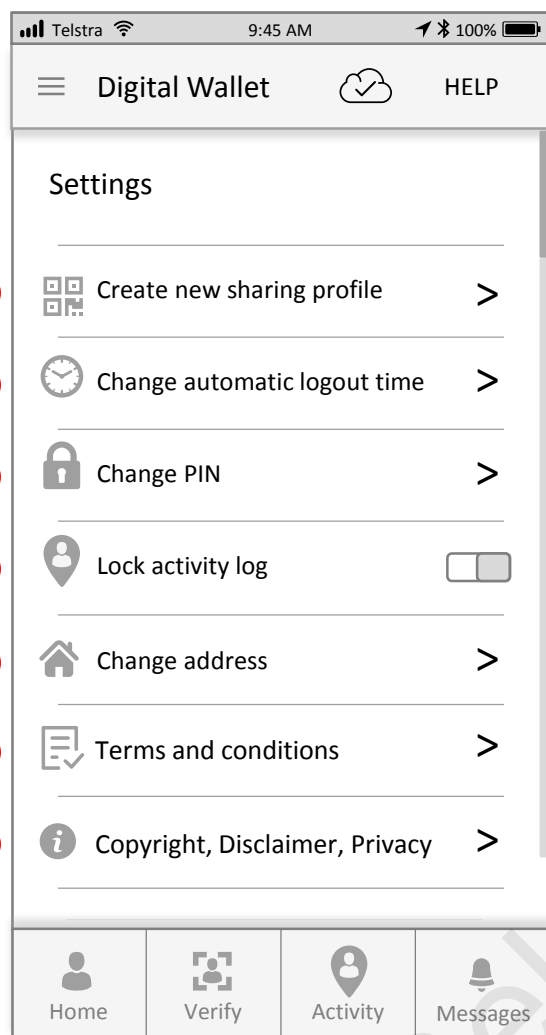 Telstra 9:45 AM 100%
Digital Wallet HELP
Settings
Create new sharing profile >
Change automatic logout time >
Change PIN >
Lock activity log
Change address >
Terms and conditions >
Copyright, Disclaimer, Privacy >
Home Verify Activity Messages